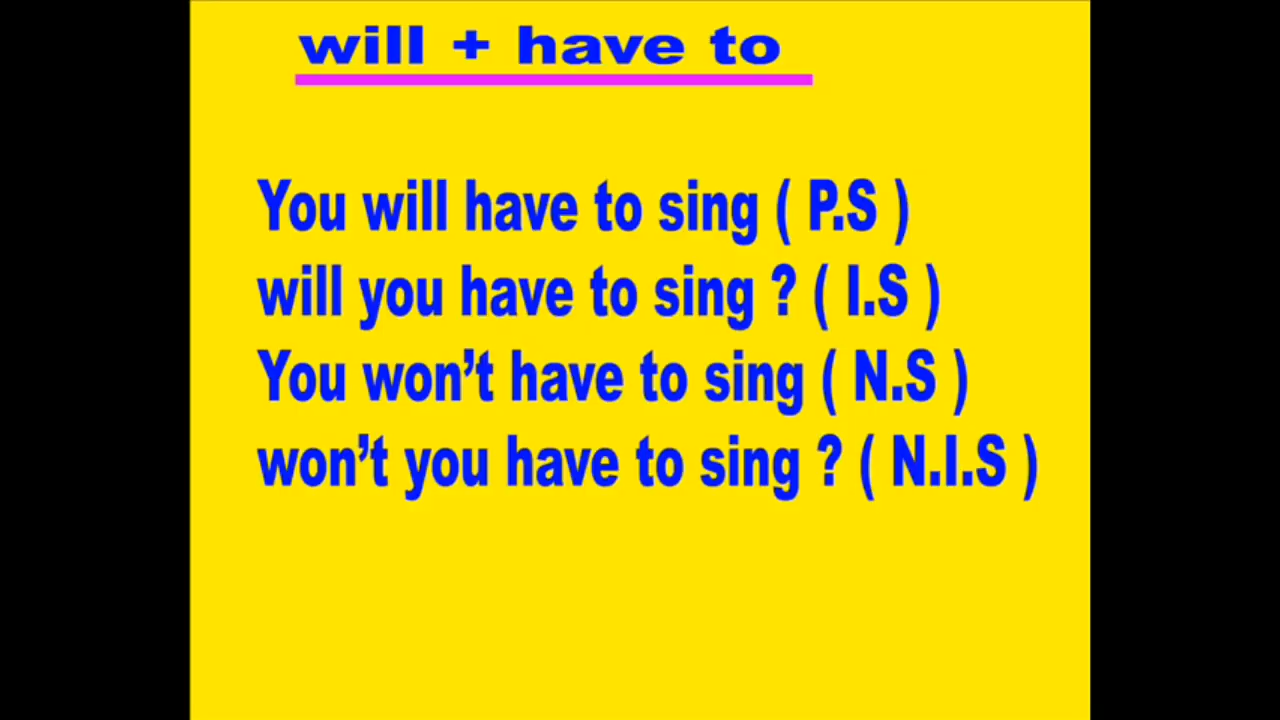 will + have to
You will have to sing ( P.S )
will you have to sing ? ( I.S )
You won’t have to sing ( N.S )
won’t you have to sing ? ( N.I.S )